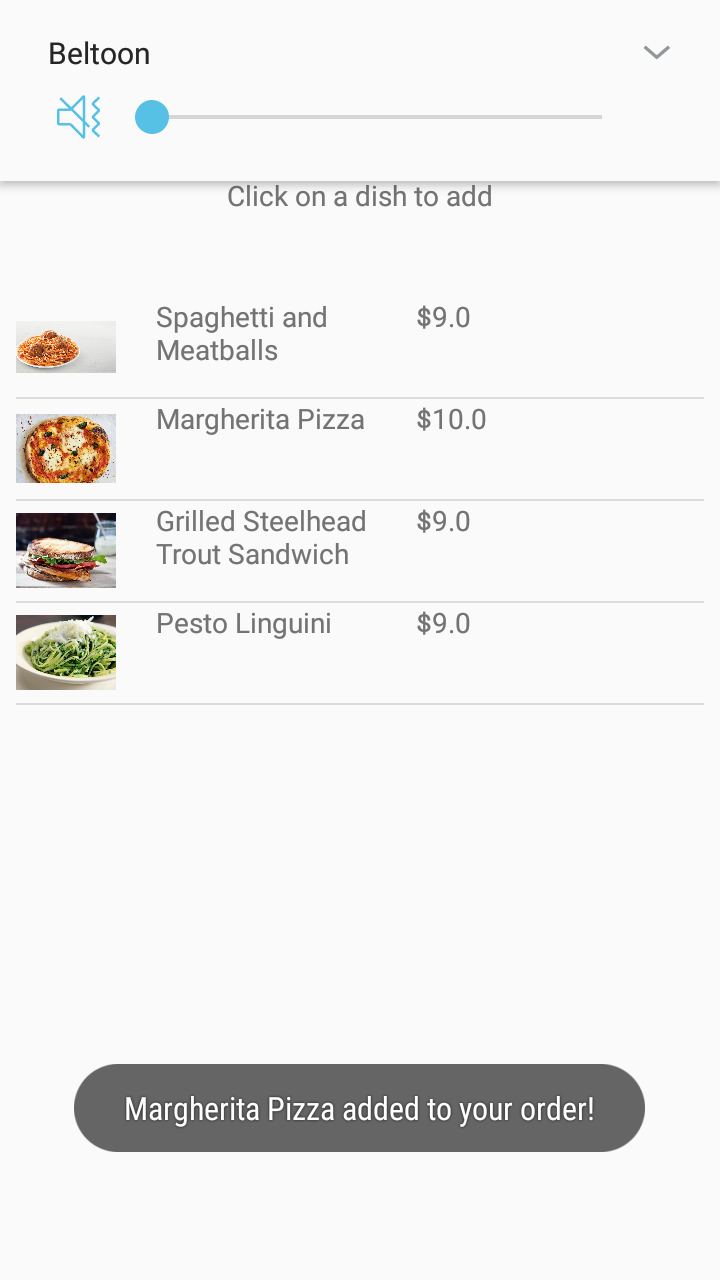 Beltoon
Click on a dish to add
Spaghetti and $9.0
Meatballs
Margherita Pizza $10.0
Grilled Steelhead $9.0
Trout Sandwich
Pesto Linguini $9.0
Margherita Pizza added to your order!